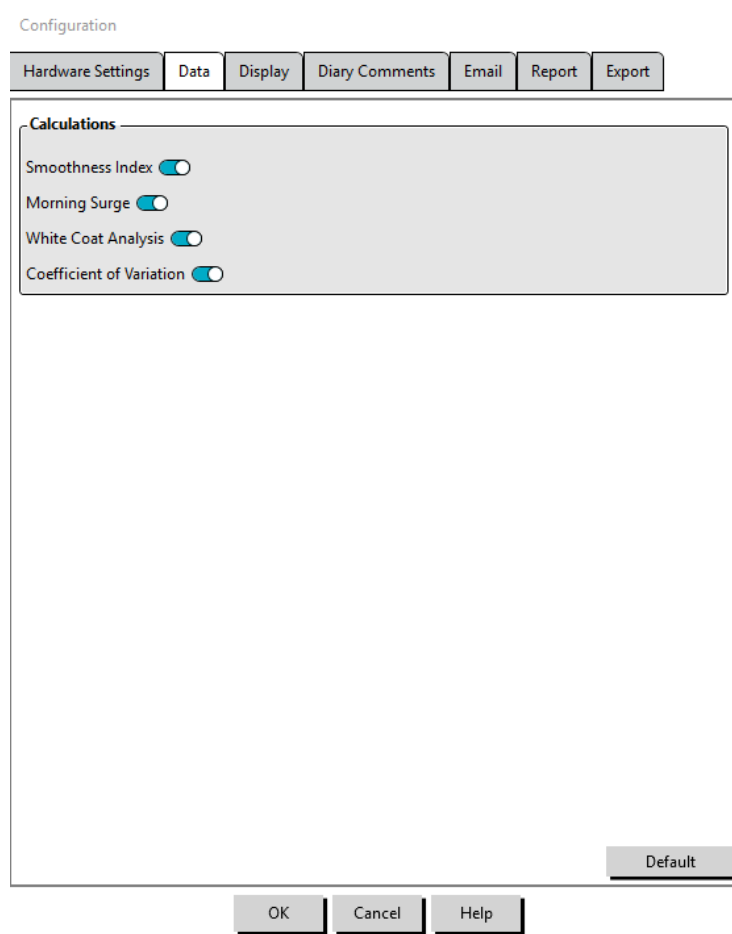 Configuration
Hardware Settings Data Display Diary Comments Email Report Export
Calculations
Smoothness Index
Morning Surge
White Coat Analysis
Coefficient of Variation
Default
OK Cancel Help